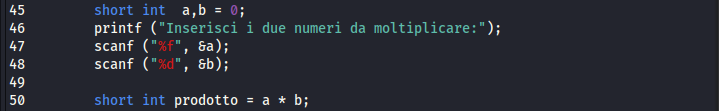 45 short int  a,b = 0;
46 printf ("Inserisci i due numeri da moltiplicare:");
47 scanf ("%f", &a);
48 scanf ("%d", &b);
49
50 short int prodotto = a * b;